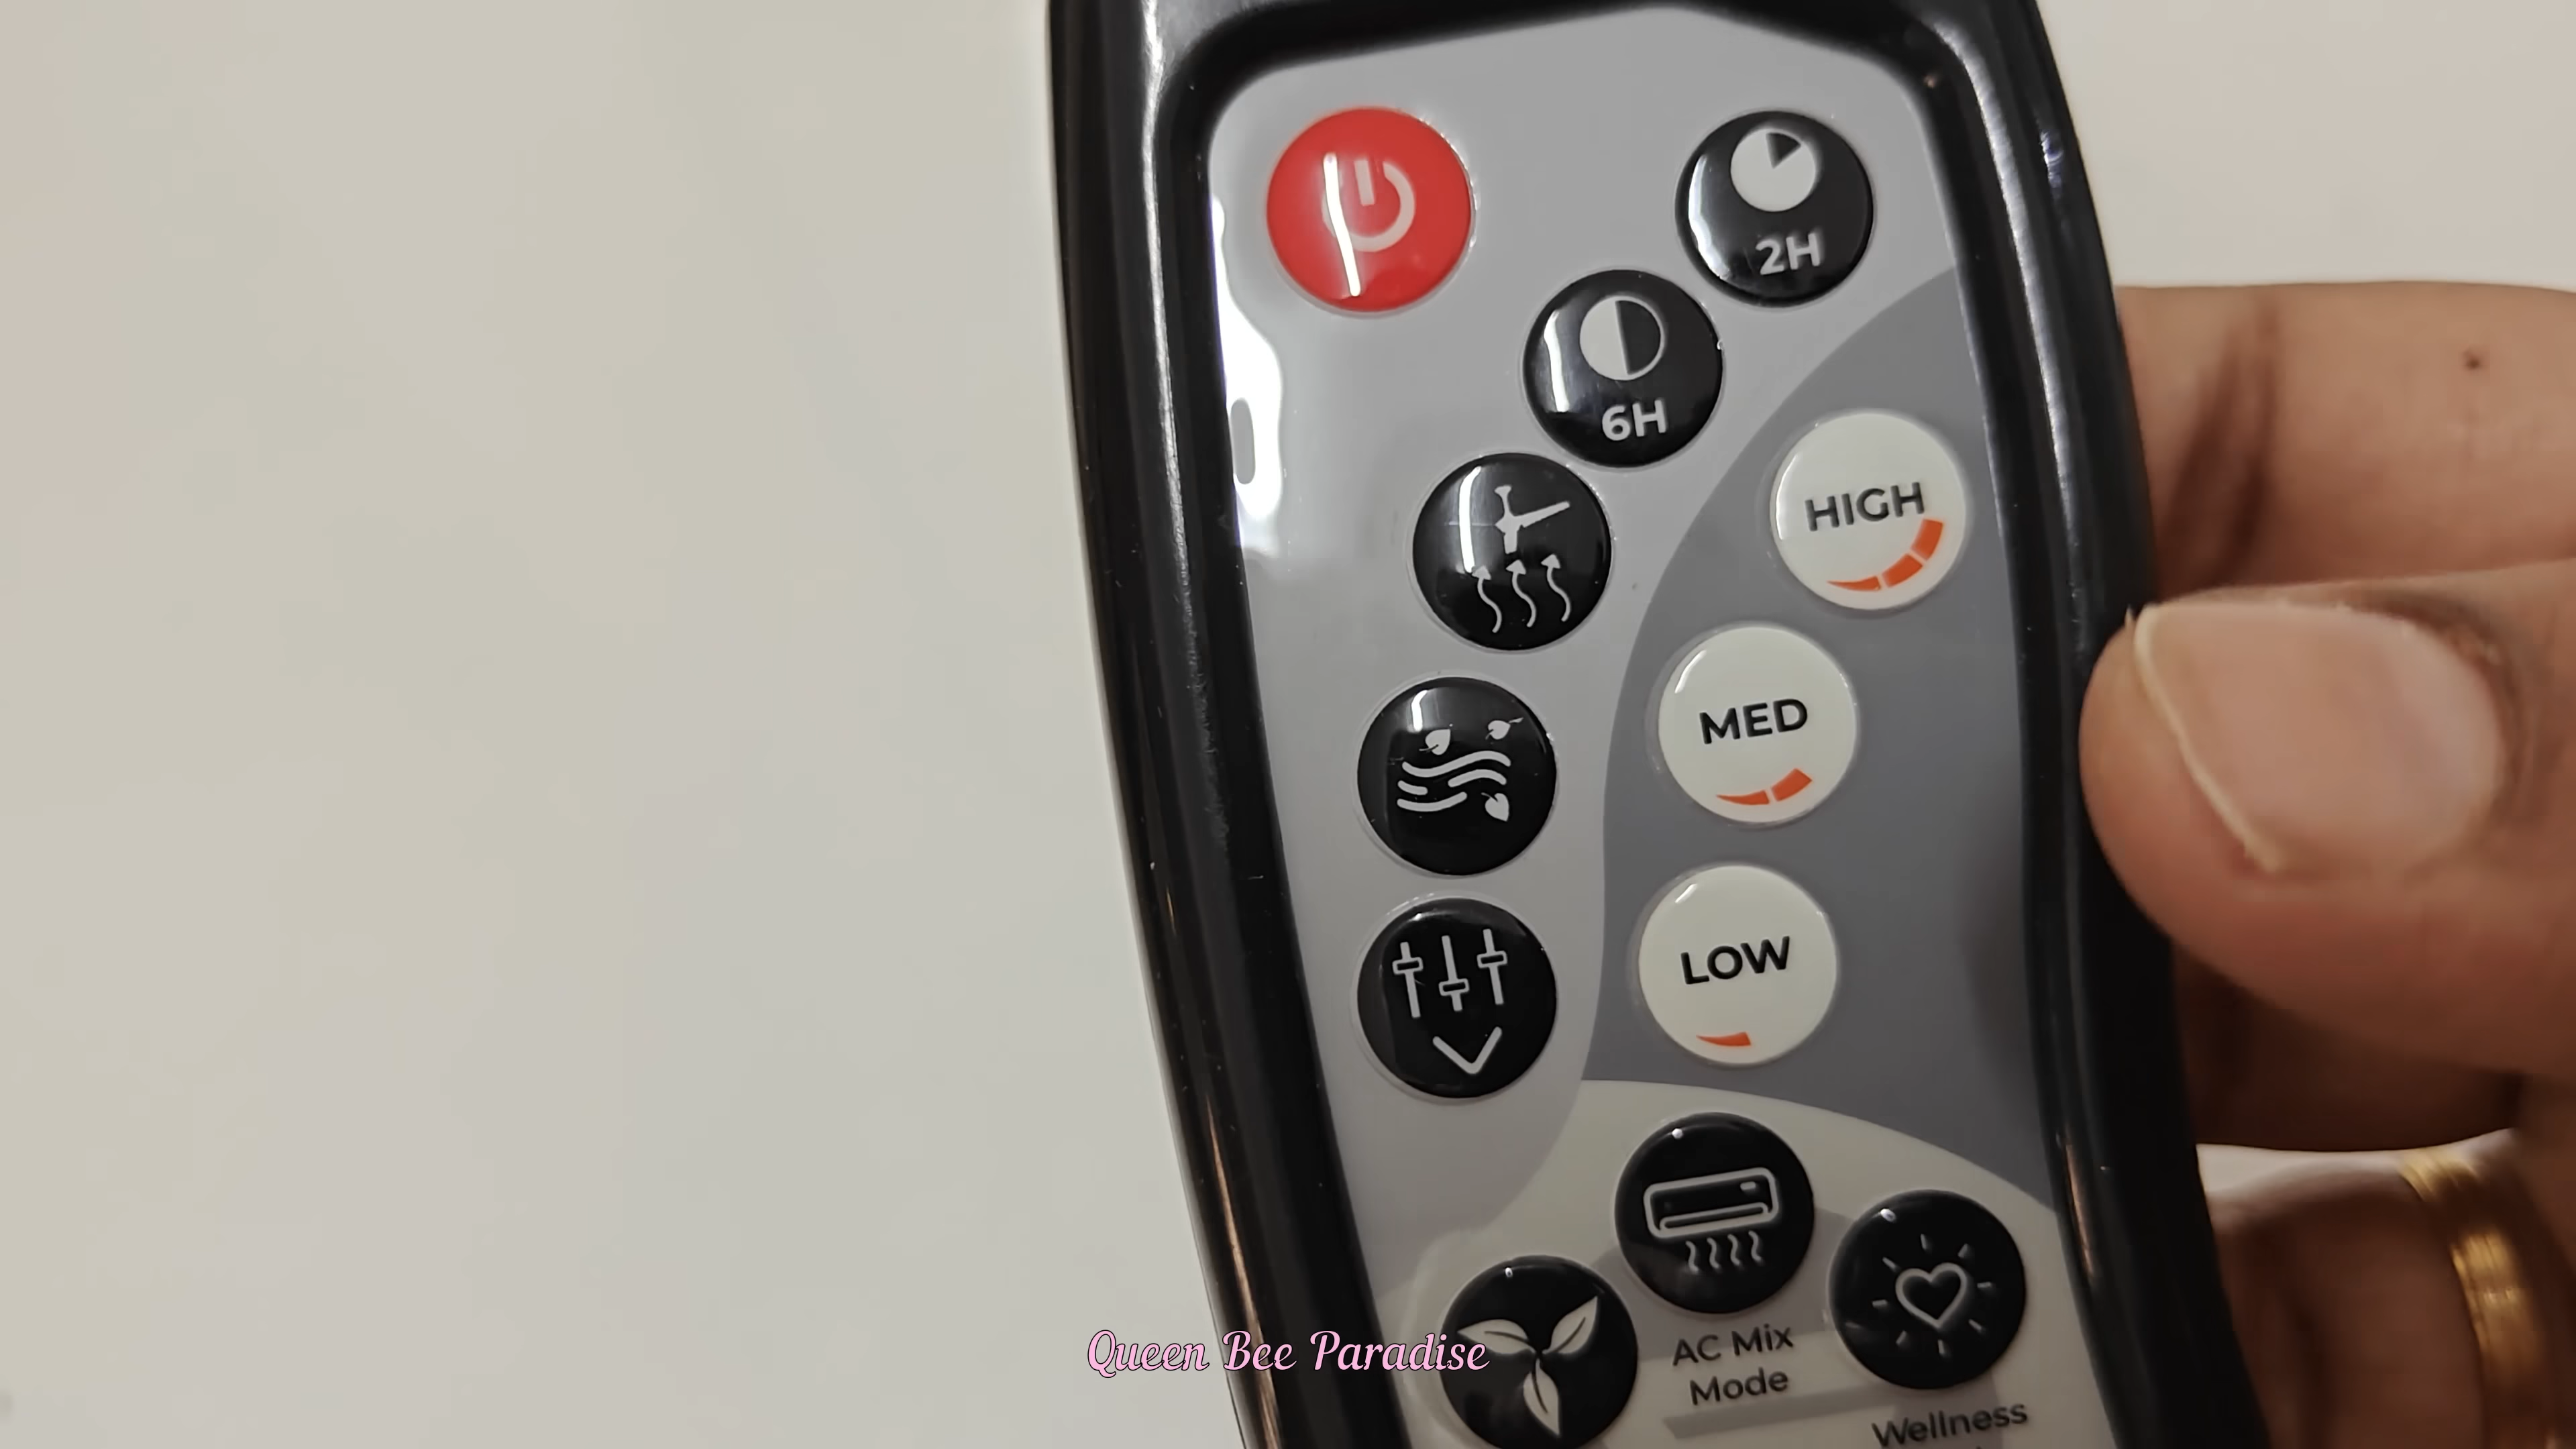 2H
6H
HIGH
MED
LOW
AC Mix
Mode
Wellness
Queen Bee Paradise